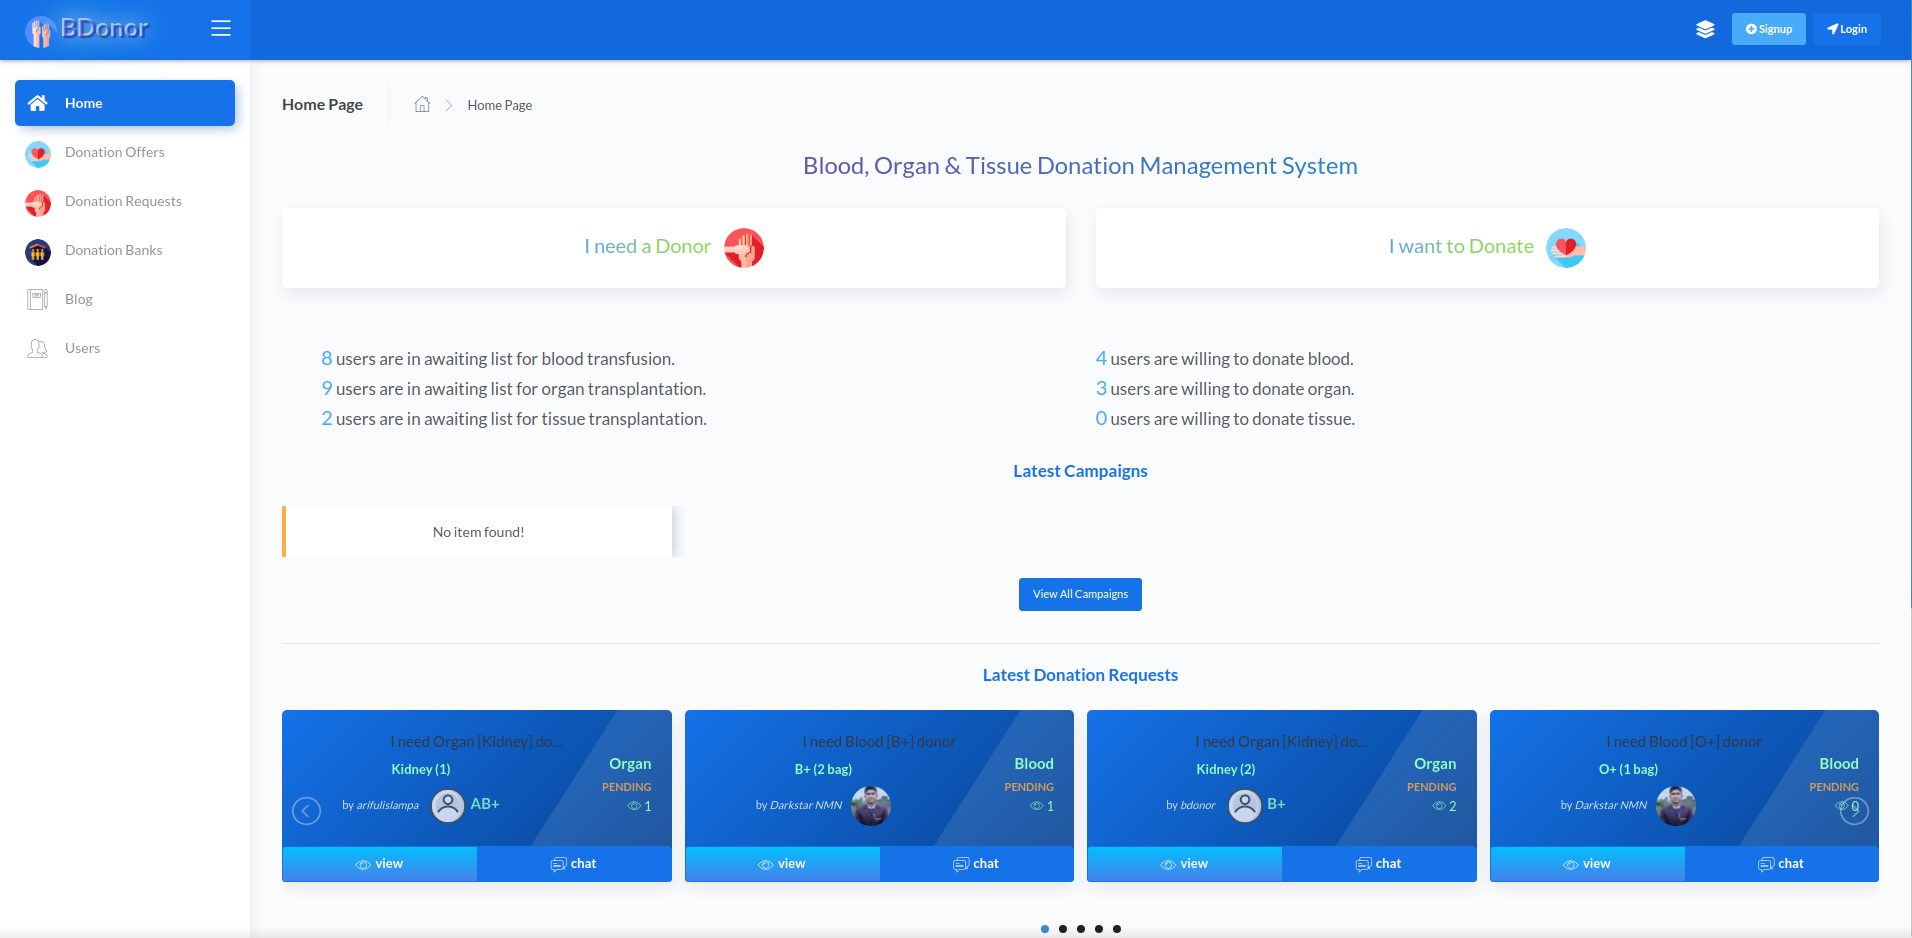 BDonor
Signup
Login
Home
Donation Offers
Donation Requests
Donation Banks
Blog
Users
Home Page
Home Page
Blood, Organ & Tissue Donation Management System
I need a Donor
I want to Donate
8 users are in awaiting list for blood transfusion.
9 users are in awaiting list for organ transplantation.
2 users are in awaiting list for tissue transplantation.
4 users are willing to donate blood.
3 users are willing to donate organ.
0 users are willing to donate tissue.
Latest Campaigns
No item found!
View All Campaigns
Latest Donation Requests
I need Organ [Kidney] do...
Kidney (1)
by arifulislampa
AB+
Organ
PENDING
1
view
chat
I need Blood [B+] donor
B+ (2 bag)
by Darkstar NMN
Blood
PENDING
1
view
chat
I need Organ [Kidney] do...
Kidney (2)
by bdonor
B+
Organ
PENDING
2
view
chat
I need Blood [O+] donor
O+ (1 bag)
by Darkstar NMN
Blood
PENDING
0
view
chat